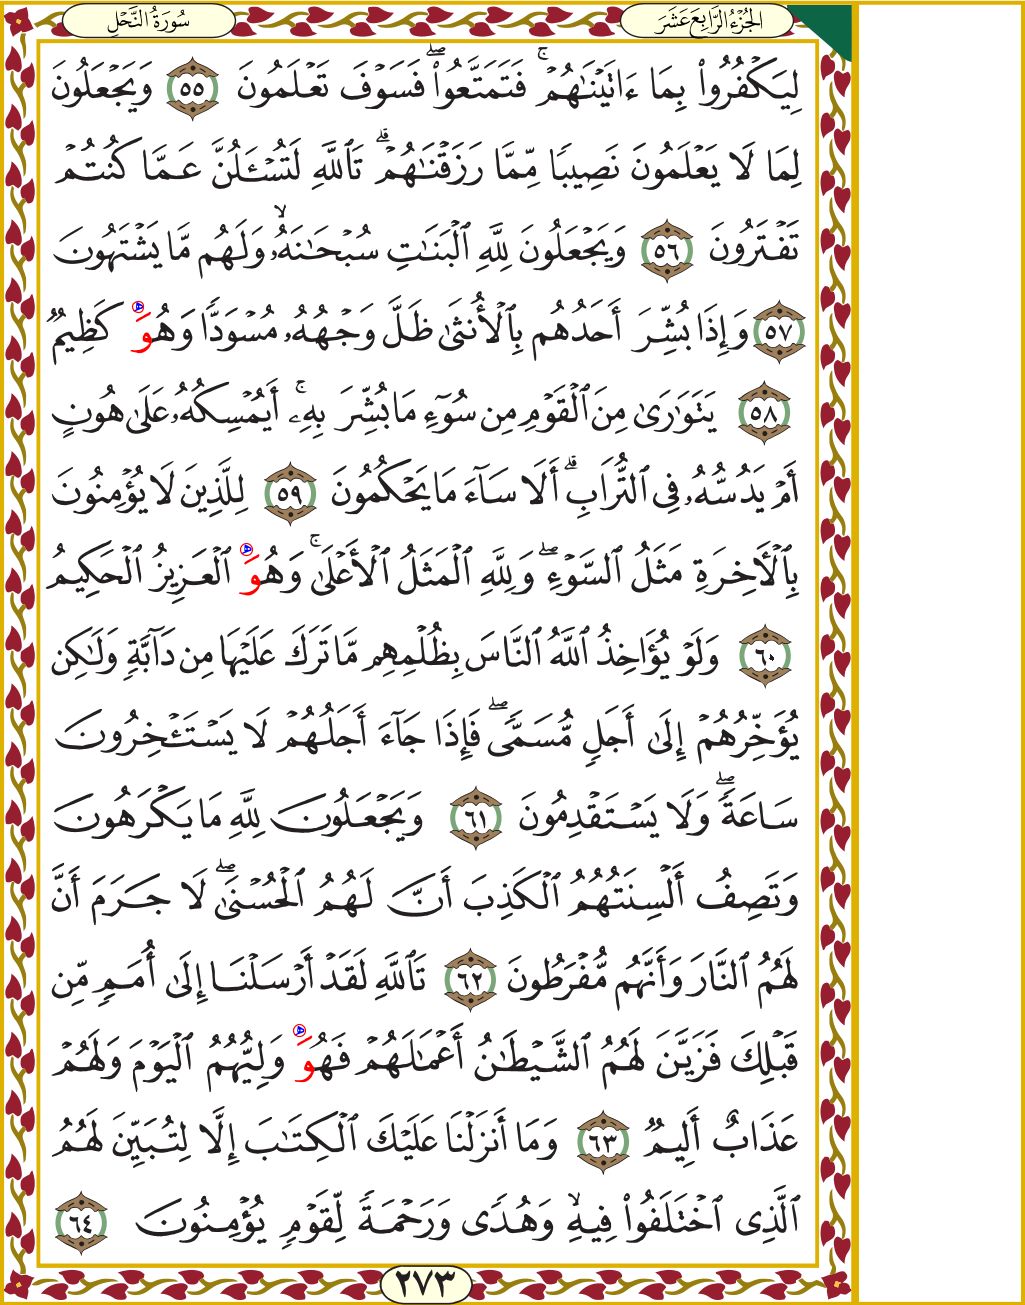 الجُزْءُ الرَّابِعَ عَشَرَ
سُورَةُ النَّحْلِ
لِيَكْفُرُوا۟ بِمَآ ءَاتَيْنَـٰهُمْ ۚ فَتَمَتَّعُوا۟ ۖ فَسَوْفَ تَعْلَمُونَ ٥٥ وَيَجْعَلُونَ
لِمَا لَا يَعْلَمُونَ نَصِيبًا مِّمَّا رَزَقْنَـٰهُمْ ۗ تَٱللَّهِ لَتُسْـَٔلُنَّ عَمَّا كُنتُمْ
تَفْتَرُونَ ٥٦ وَيَجْعَلُونَ لِلَّهِ ٱلْبَنَـٰتِ سُبْحَـٰنَهُۥ ۙ وَلَهُم مَّا يَشْتَهُونَ
٥٧ وَإِذَا بُشِّرَ أَحَدُهُم بِٱلْأُنثَىٰ ظَلَّ وَجْهُهُۥ مُسْوَدًّا وَهُوَ كَظِيمٌ
٥٨ يَتَوَٰرَىٰ مِنَ ٱلْقَوْمِ مِن سُوٓءِ مَا بُشِّرَ بِهِۦٓ ۚ أَيُمْسِكُهُۥ عَلَىٰ هُونٍ
أَمْ يَدُسُّهُۥ فِى ٱلتُّرَابِ ۗ أَلَا سَآءَ مَا يَحْكُمُونَ ٥٩ لِلَّذِينَ لَا يُؤْمِنُونَ
بِٱلْـَٔاخِرَةِ مَثَلُ ٱلسَّوْءِ ۖ وَلِلَّهِ ٱلْمَثَلُ ٱلْأَعْلَىٰ ۚ وَهُوَ ٱلْعَزِيزُ ٱلْحَكِيمُ
٦٠ وَلَوْ يُؤَاخِذُ ٱللَّهُ ٱلنَّاسَ بِظُلْمِهِم مَّا تَرَكَ عَلَيْهَا مِن دَآبَّةٍ وَلَـٰكِن
يُؤَخِّرُهُمْ إِلَىٰٓ أَجَلٍ مُّسَمًّى ۖ فَإِذَا جَآءَ أَجَلُهُمْ لَا يَسْتَـْٔخِرُونَ
سَاعَةً ۖ وَلَا يَسْتَقْدِمُونَ ٦١ وَيَجْعَلُونَ لِلَّهِ مَا يَكْرَهُونَ
وَتَصِفُ أَلْسِنَتُهُمُ ٱلْكَذِبَ أَنَّ لَهُمُ ٱلْحُسْنَىٰ ۖ لَا جَرَمَ أَنَّ
لَهُمُ ٱلنَّارَ وَأَنَّهُم مُّفْرَطُونَ ٦٢ تَٱللَّهِ لَقَدْ أَرْسَلْنَآ إِلَىٰٓ أُمَمٍ مِّن
قَبْلِكَ فَزَيَّنَ لَهُمُ ٱلشَّيْطَـٰنُ أَعْمَـٰلَهُمْ فَهُوَ وَلِيُّهُمُ ٱلْيَوْمَ وَلَهُمْ
عَذَابٌ أَلِيمٌ ٦٣ وَمَآ أَنزَلْنَا عَلَيْكَ ٱلْكِتَـٰبَ إِلَّا لِتُبَيِّنَ لَهُمُ
ٱلَّذِى ٱخْتَلَفُوا۟ فِيهِ ۙ وَهُدًى وَرَحْمَةً لِّقَوْمٍ يُؤْمِنُونَ ٦٤
٢٧٣